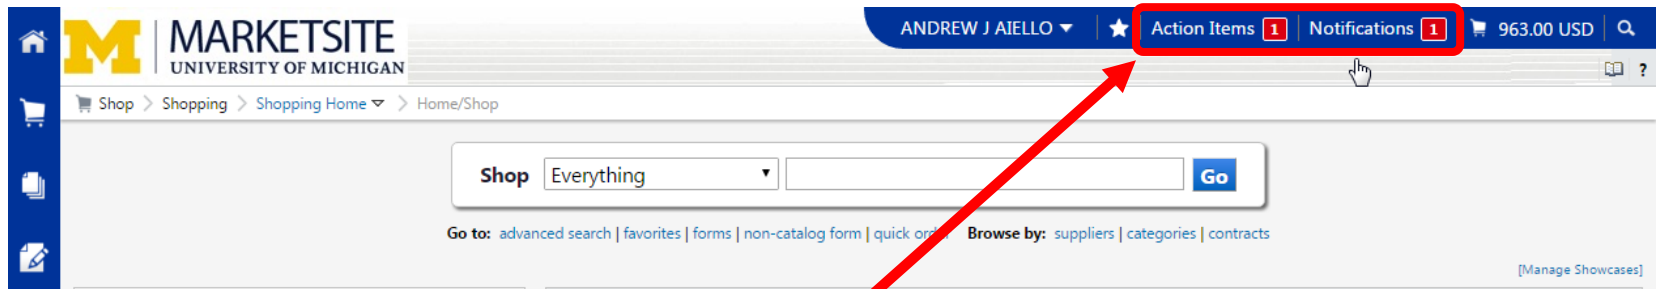 ANDREW J AIELLO Action Items 1 Notifications 1 963.00 USD
M MARKETSITE
UNIVERSITY OF MICHIGAN
?
Shop > Shopping > Shopping Home > Home/Shop
Shop Everything Go
Go to: advanced search | favorites | forms | non-catalog form | quick order Browse by: suppliers | categories | contracts
[Manage Showcases]